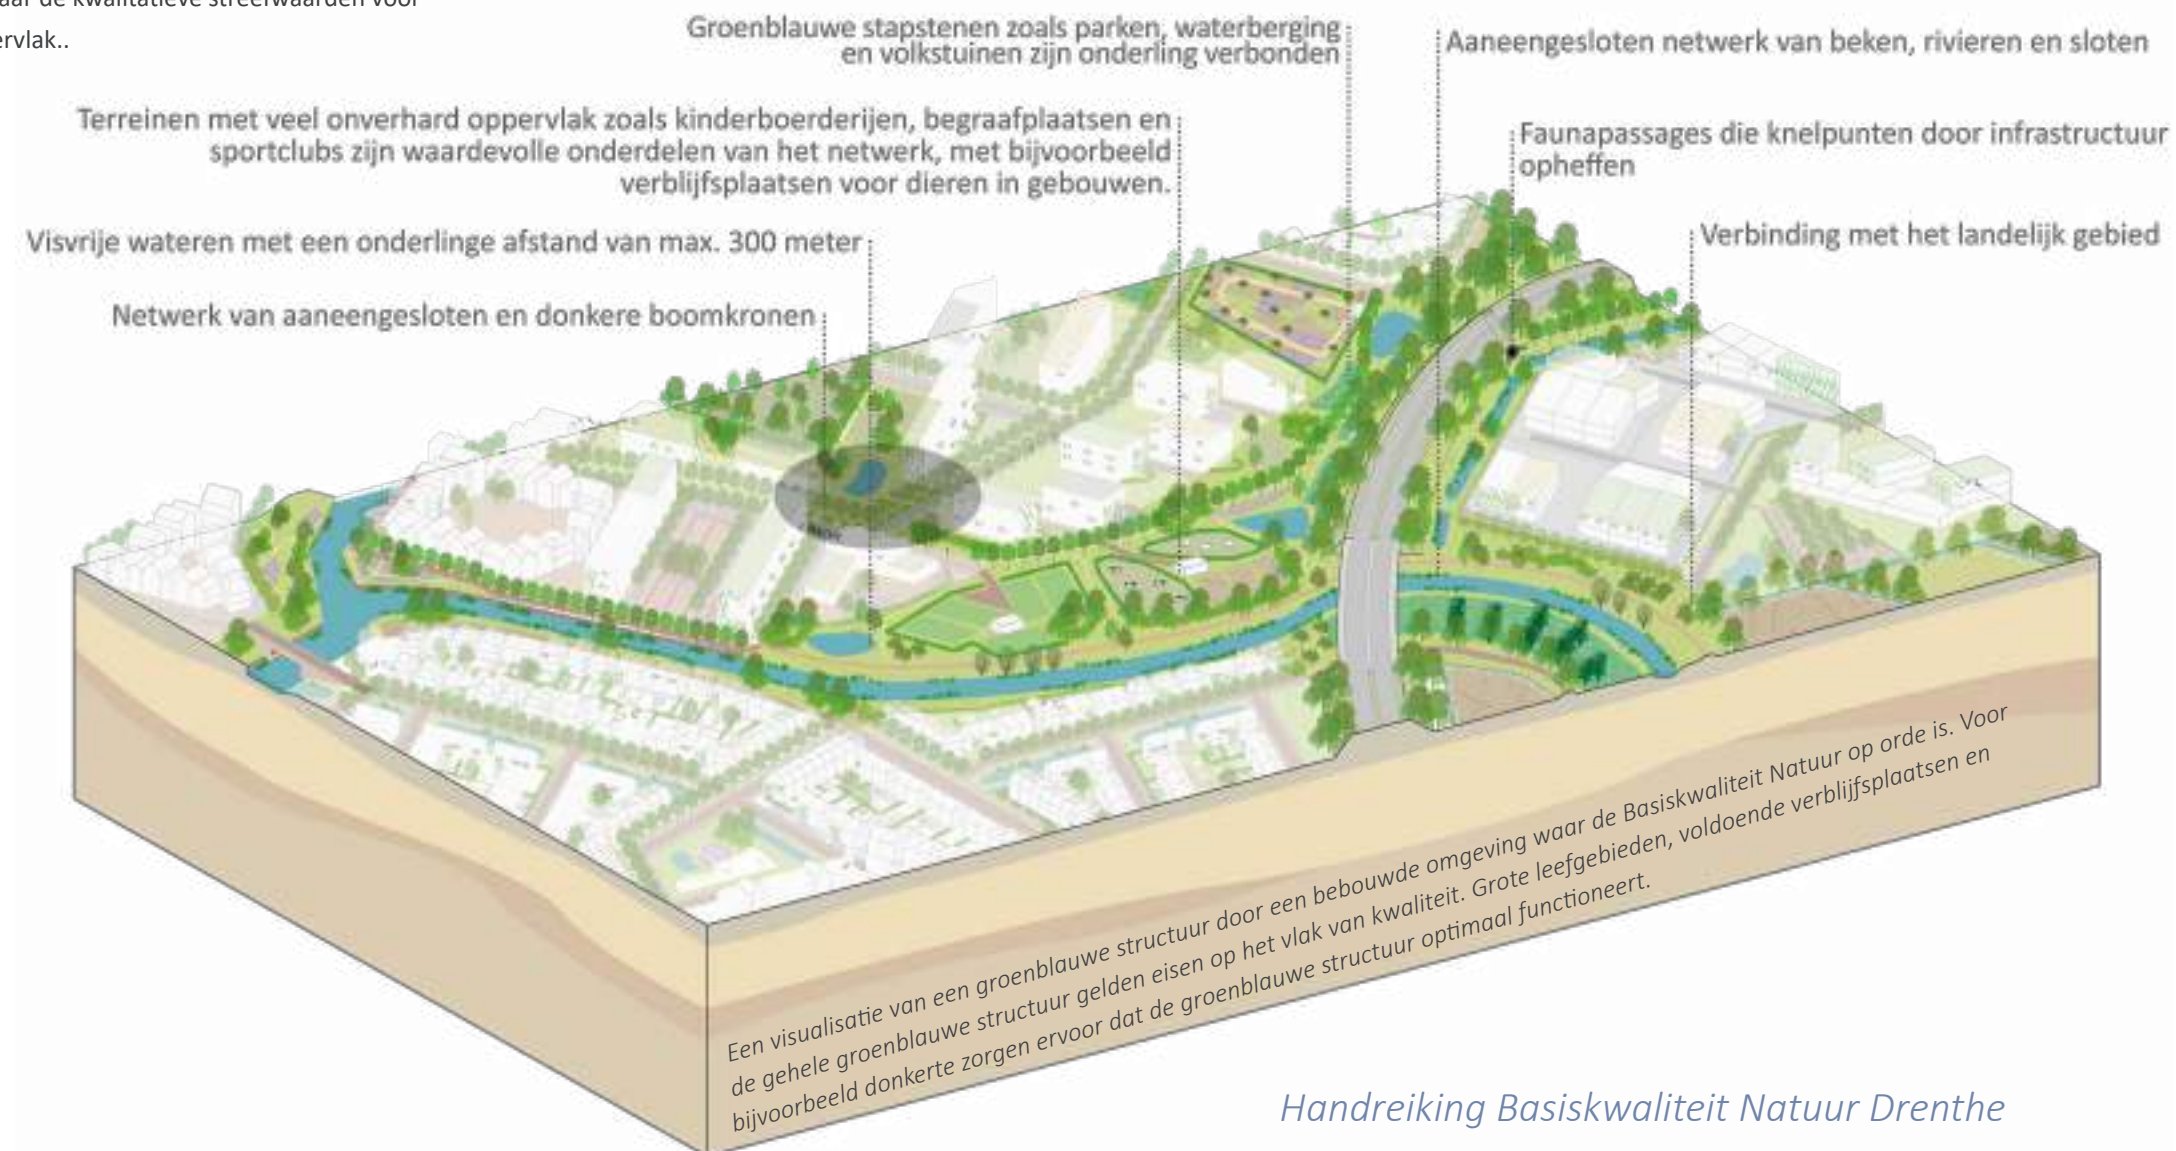 aar de kwalitatieve streefwaarden voor
ervlak..
Groenblauwe stapstenen zoals parken, waterberging
en volkstuinen zijn onderling verbonden
Aaneengesloten netwerk van beken, rivieren en sloten
Terreinen met veel onverhard oppervlak zoals kinderboerderijen, begraafplaatsen en
sportclubs zijn waardevolle onderdelen van het netwerk, met bijvoorbeeld
verblijfsplaatsen voor dieren in gebouwen.
Faunapassages die knelpunten door infrastructuur
opheffen
Visvrije wateren met een onderlinge afstand van max. 300 meter
Verbinding met het landelijk gebied
Netwerk van aaneengesloten en donkere boomkronen
Een visualisatie van een groenblauwe structuur door een bebouwde omgeving waar de Basiskwaliteit Natuur op orde is. Voor
de gehele groenblauwe structuur gelden eisen op het vlak van kwaliteit. Grote leefgebieden, voldoende verblijfsplaatsen en
bijvoorbeeld donkerte zorgen ervoor dat de groenblauwe structuur optimaal functioneert.
Handreiking Basiskwaliteit Natuur Drenthe